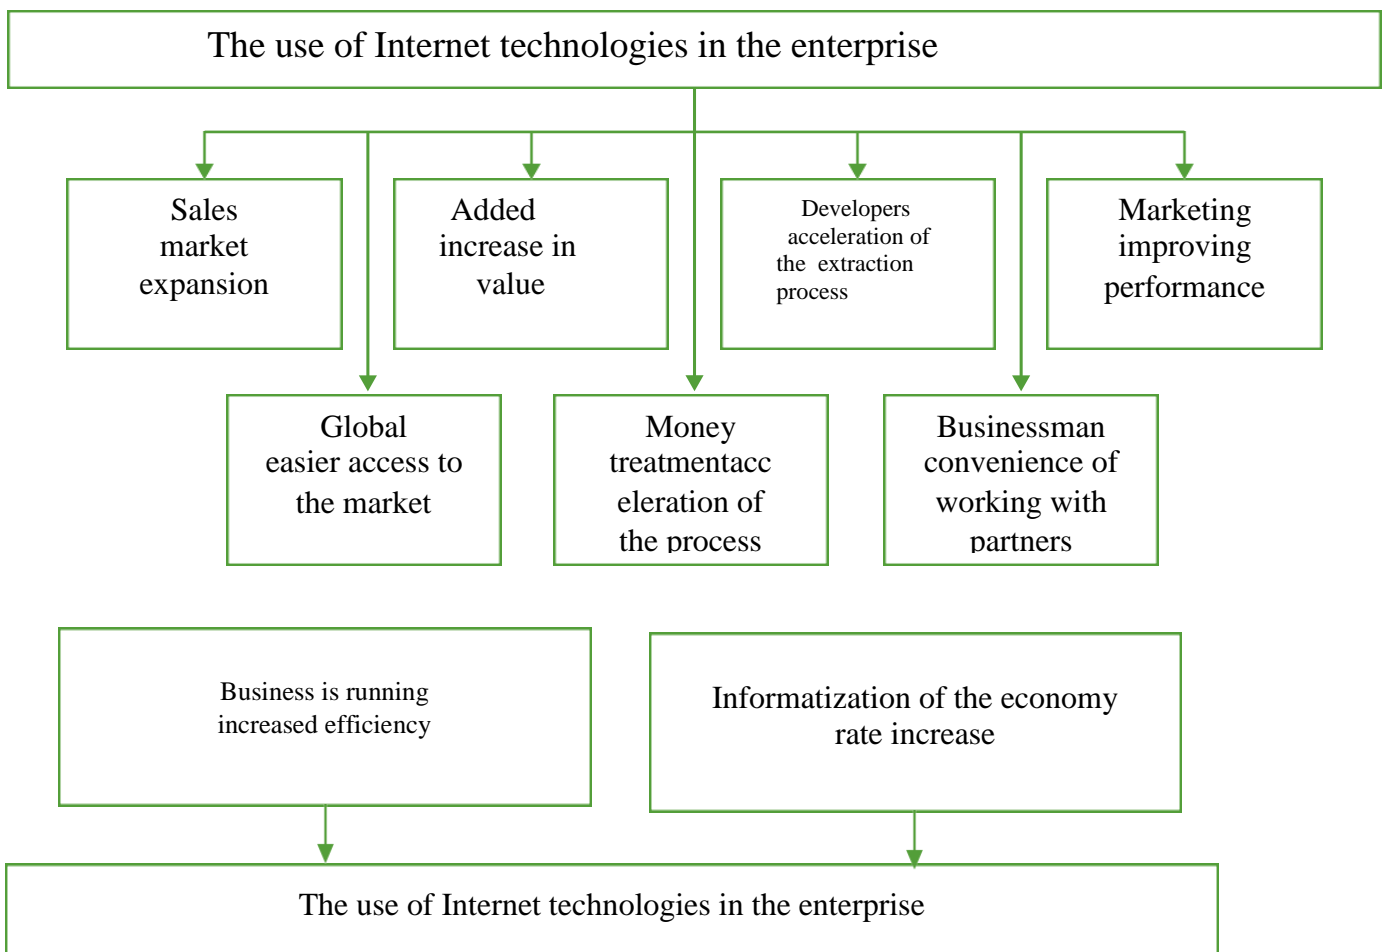 The use of Internet technologies in the enterprise
Sales
market
expansion
Added
increase in
value
Developers
acceleration of
the extraction
process
Marketing
improving
performance
Global
easier access to
the market
Money
treatmentacc
eleration of
the process
Businessman
convenience of
working with
partners
Business is running
increased efficiency
Informatization of the economy
rate increase
The use of Internet technologies in the enterprise